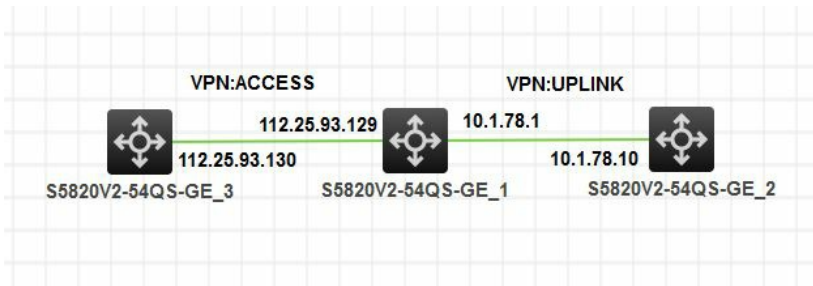 VPN:ACCESS
VPN:UPLINK
112.25.93.129
10.1.78.1
112.25.93.130
10.1.78.10
S5820V2-54QS-GE_3
S5820V2-54QS-GE_1
S5820V2-54QS-GE_2